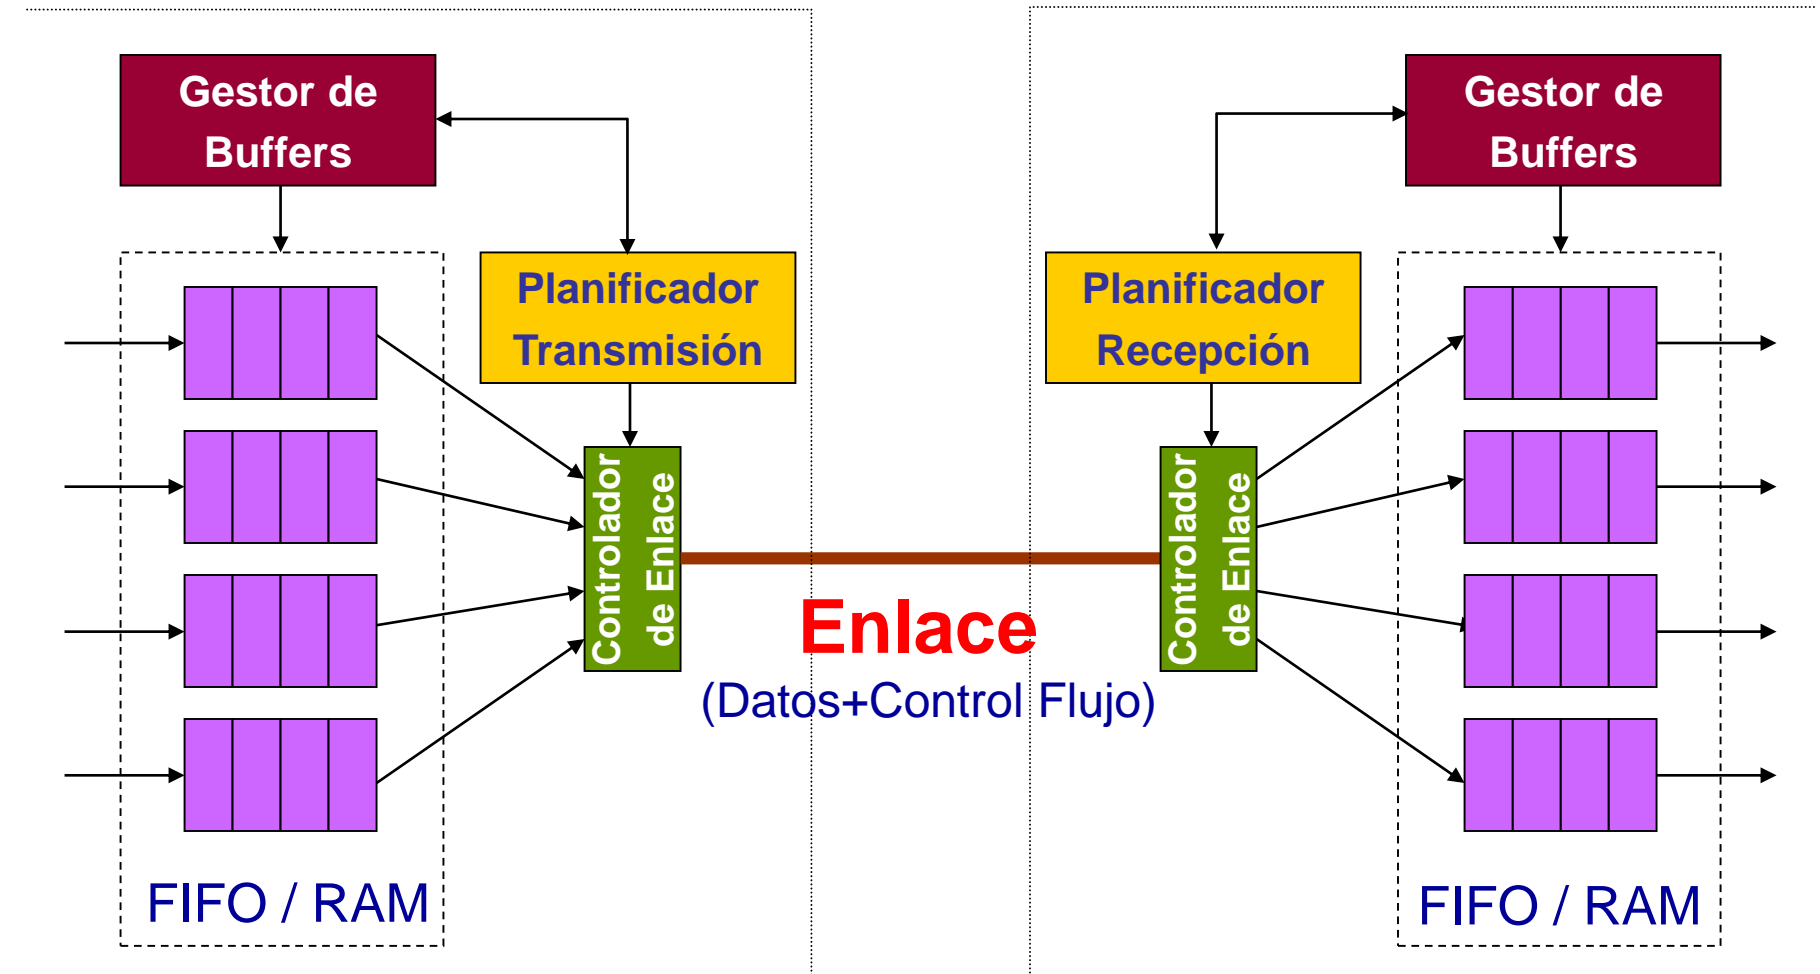 Gestor de
Buffers
Gestor de
Buffers
Planificador
Transmisión
Planificador
Recepción
Controlador
de Enlace
Controlador
de Enlace
Enlace
(Datos+Control Flujo)
FIFO / RAM
FIFO / RAM